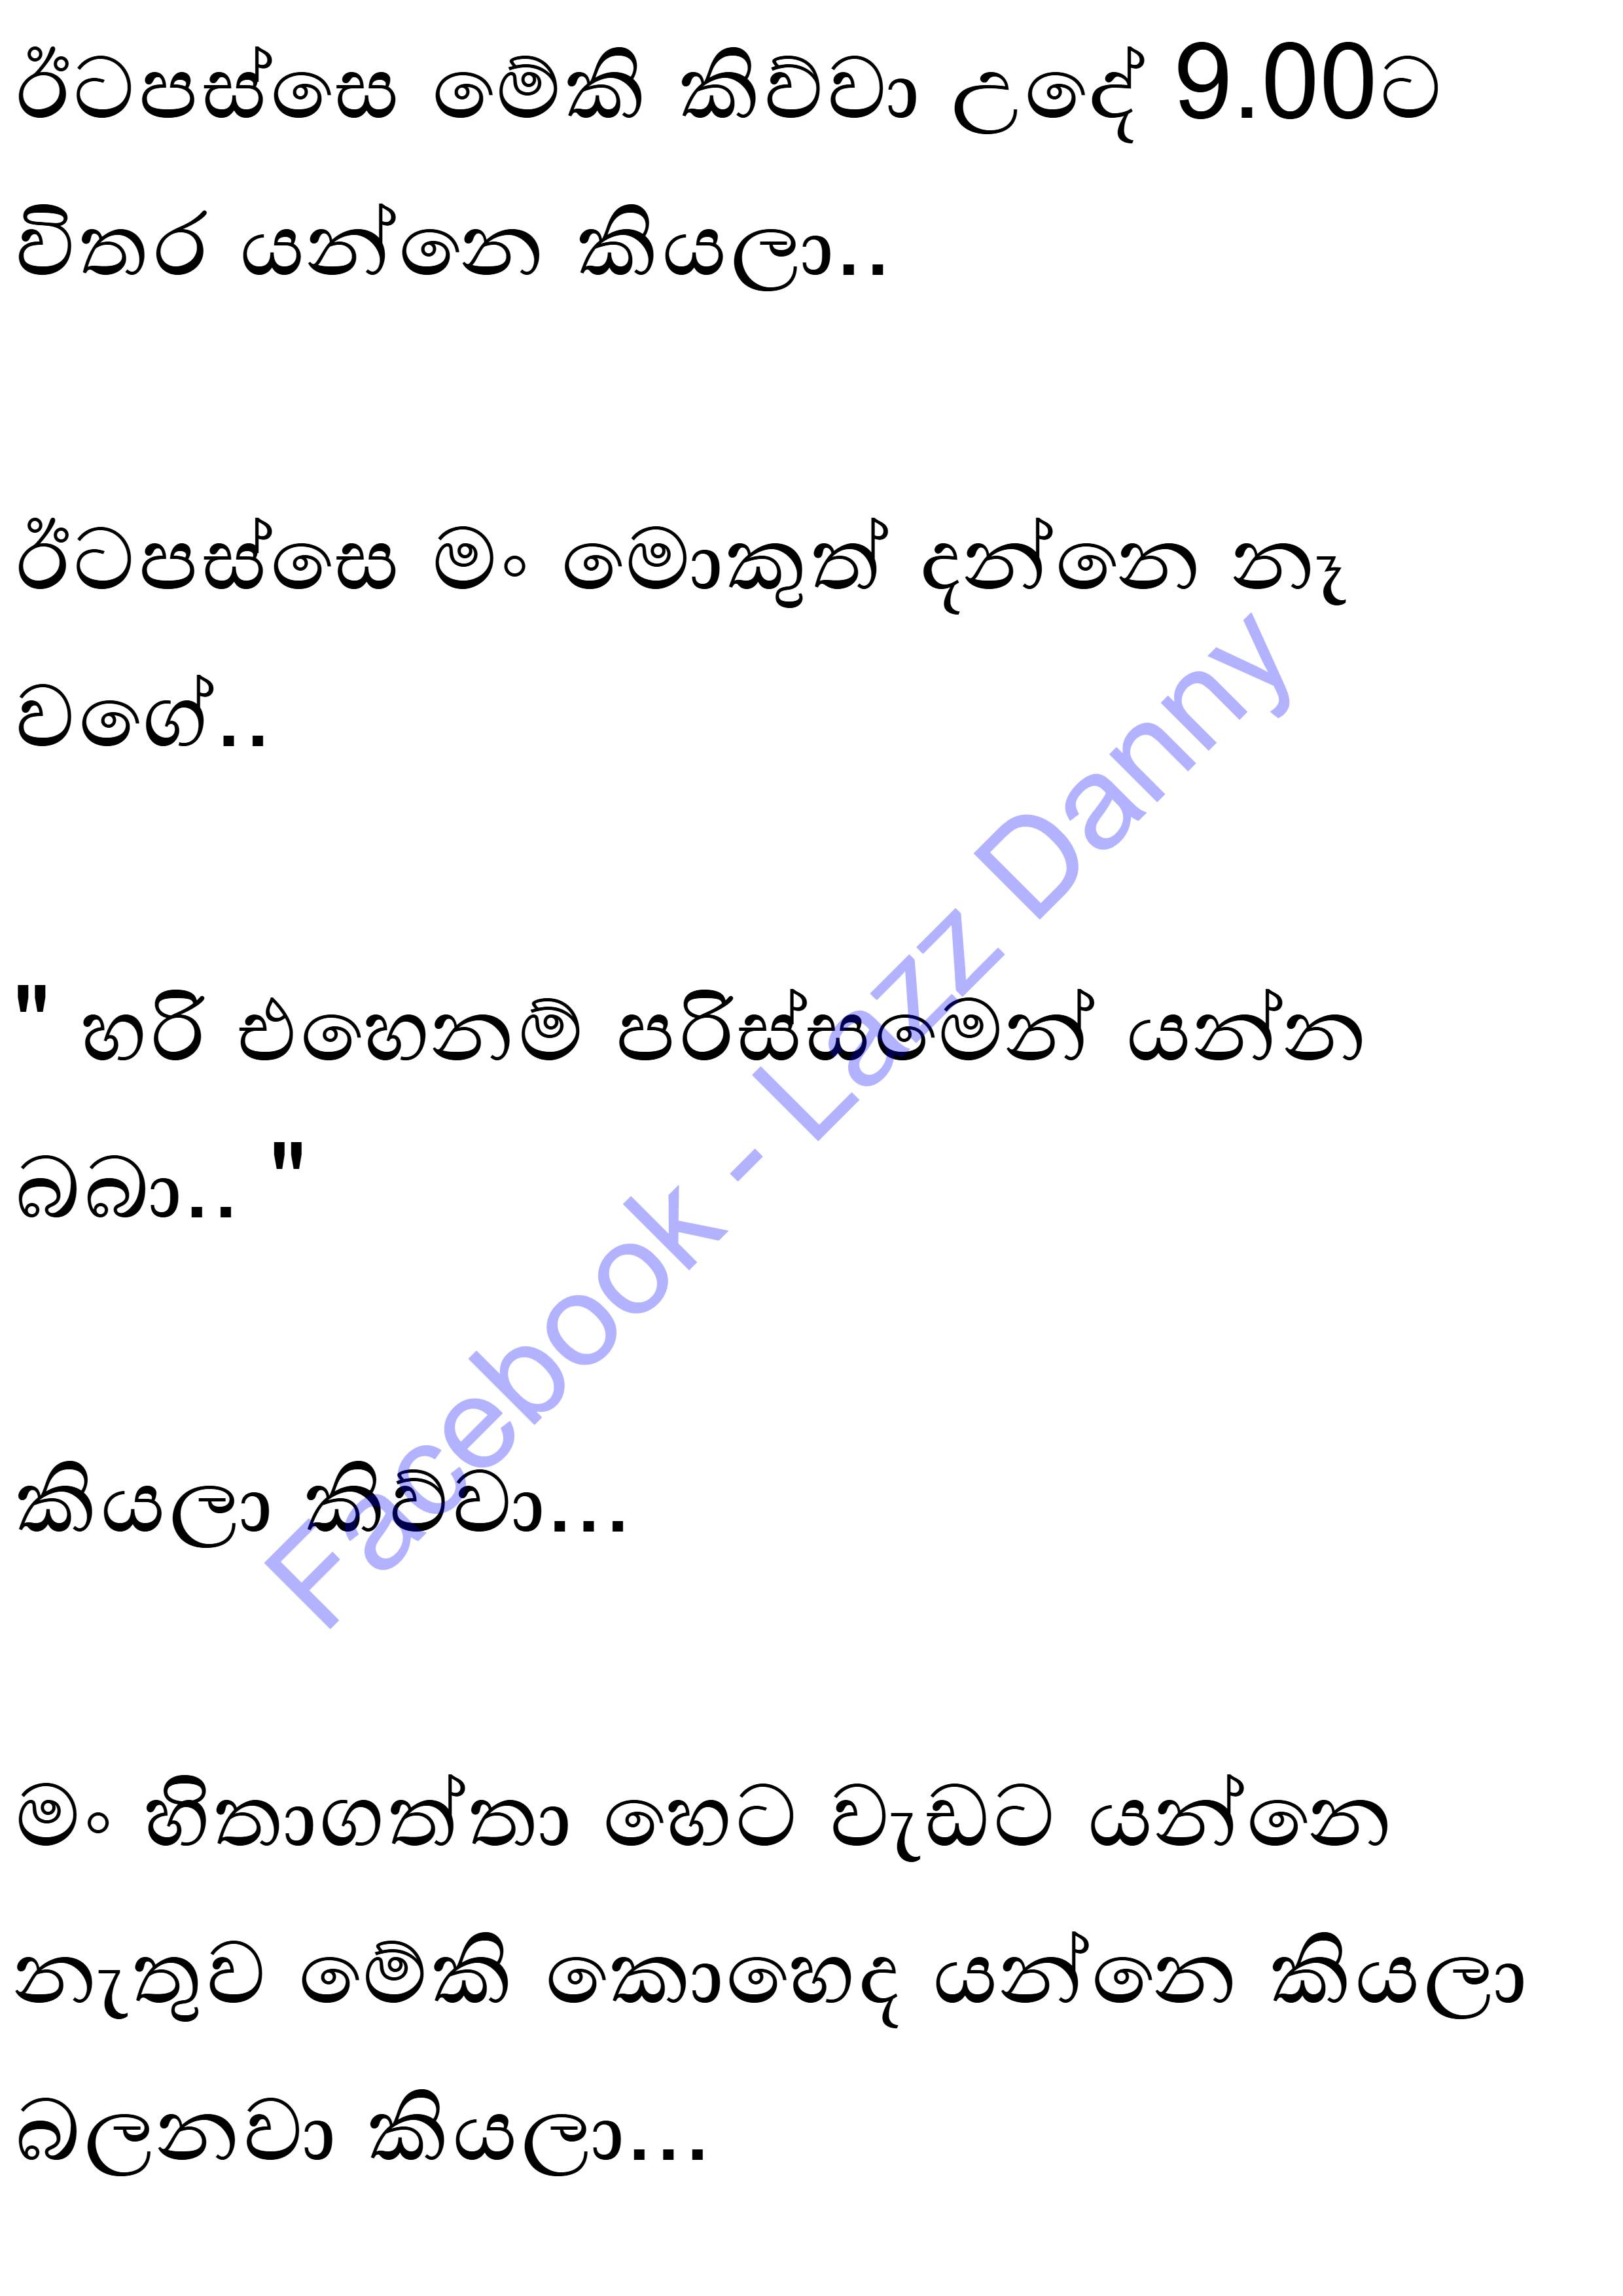 ඊටපස්සෙ මේකි කිව්වා උදේ 9.00ට
විතර යන්නෙ කියලා..
ඊටපස්සෙ මං මොකුත් දන්නෙ නෑ
වගේ..
" හරි එහෙනම් පරිස්සමෙන් යන්න
බබා.. "
කියලා කිව්වා...
මං හිතාගත්තා හෙට වැඩට යන්නෙ
නැතුව මේකි කොහෙද යන්නෙ කියලා
බලනවා කියලා...
Facebook - Lazz Danny